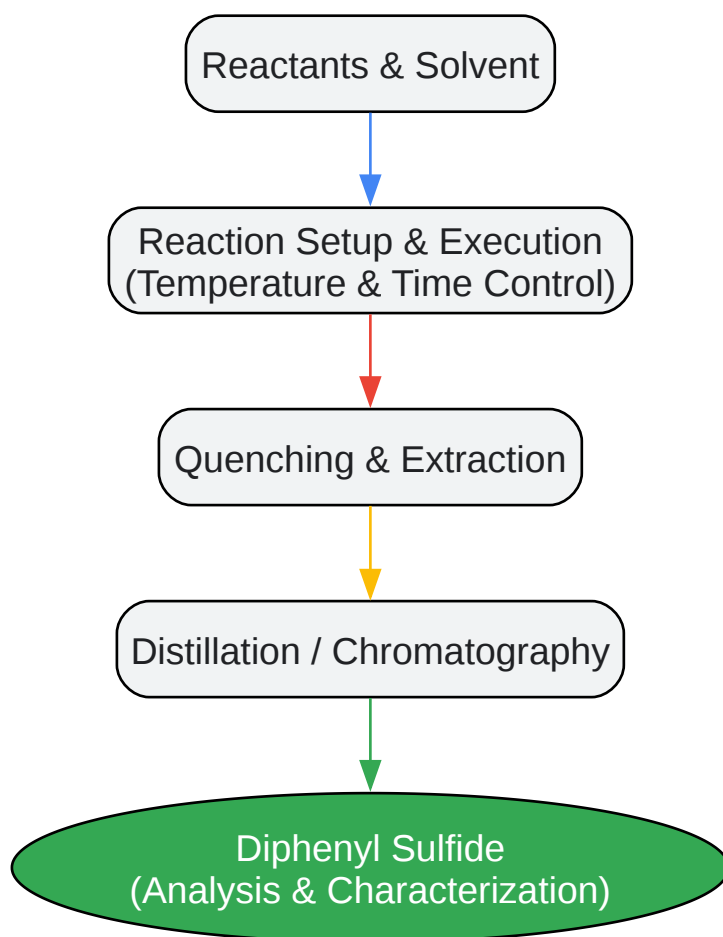 Reactants & Solvent
Reaction Setup & Execution
(Temperature & Time Control)
Quenching & Extraction
Distillation / Chromatography
Diphenyl Sulfide
(Analysis & Characterization)